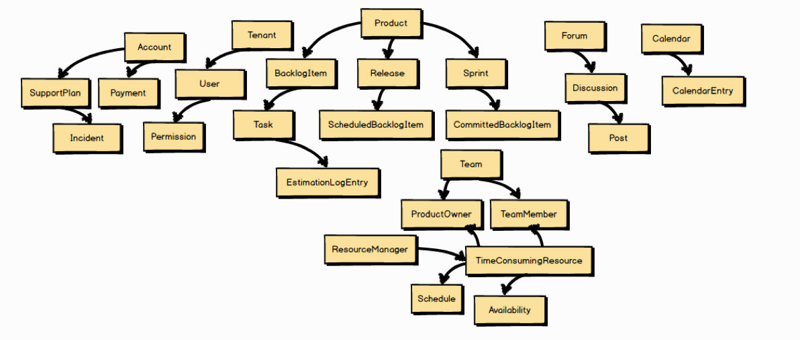 Product
Tenant
Forum
Calendar
Account
BacklogItem
Release
Sprint
SupportPlan
Payment
User
Discussion
CalendarEntry
Incident
Permission
Task
ScheduledBacklogItem
CommittedBacklogItem
Post
Team
EstimationLogEntry
ProductOwner
TeamMember
ResourceManager
TimeConsumingResource
Schedule
Availability